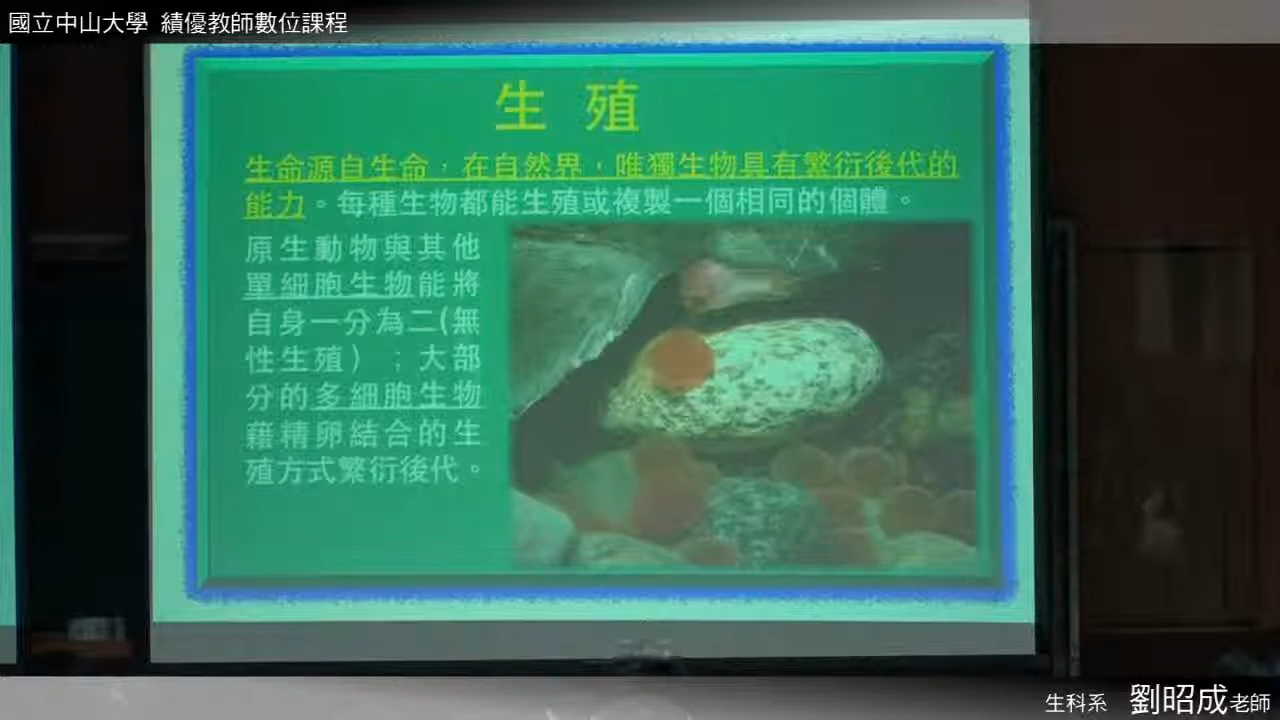 國立中山大學 績優教師數位課程
生 殖
生命源自生命，在自然界，唯獨生物具有繁衍後代的
能力。每種生物都能生殖或複製一個相同的個體。
原生動物與其他
單細胞生物能將
自身一分為二(無
性生殖)；大部
分的多細胞生物
藉精卵結合的生
殖方式繁衍後代。
生科系 劉昭成老師